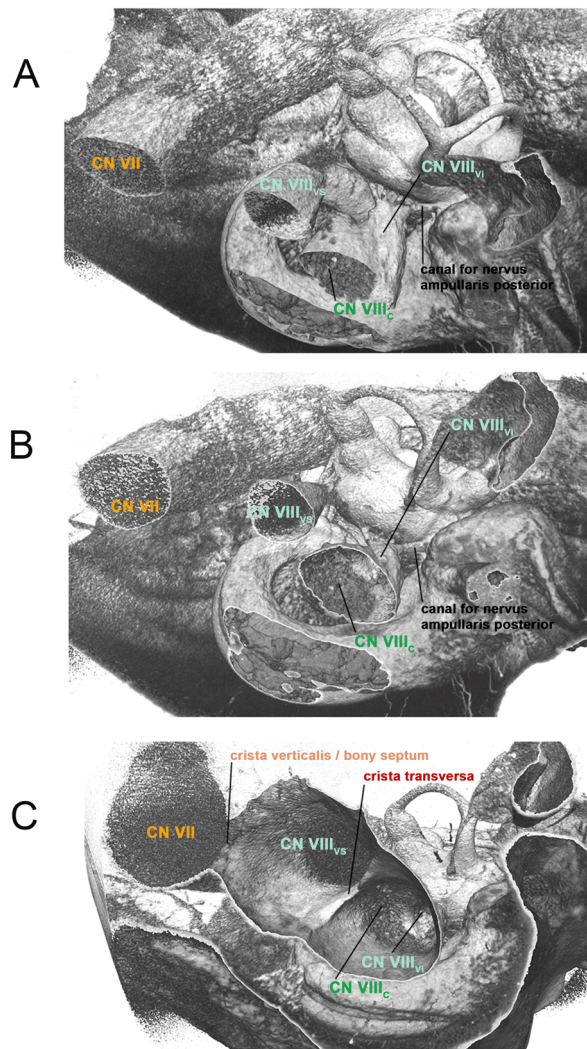 A
CN VII
CN VIIIvs
CN VIIIvi
canal for nervus
ampullaris posterior
CN VIIIc
B
CN VII
CN VIIIvs
CN VIIIvi
canal for nervus
ampullaris posterior
CN VIIIc
C
crista verticalis / bony septum
crista transversa
CN VII
CN VIIIvs
CN VIIIvi
CN VIIIc